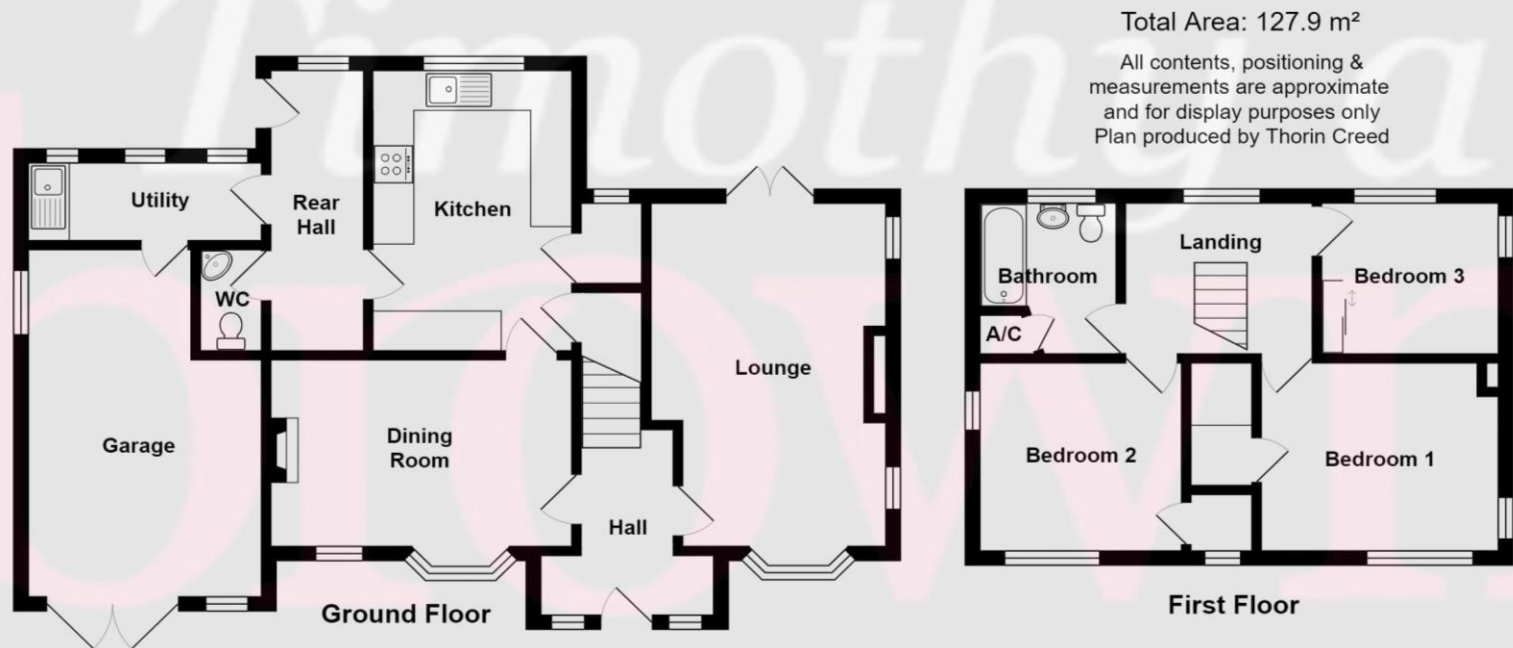 Timothy a
brown
Total Area: 127.9 m²
All contents, positioning &
measurements are approximate
and for display purposes only
Plan produced by Thorin Creed
Utility
Rear
Hall
Kitchen
WC
Garage
Dining
Room
Lounge
Hall
Ground Floor
Bathroom
A/C
Landing
Bedroom 3
Bedroom 2
Bedroom 1
First Floor